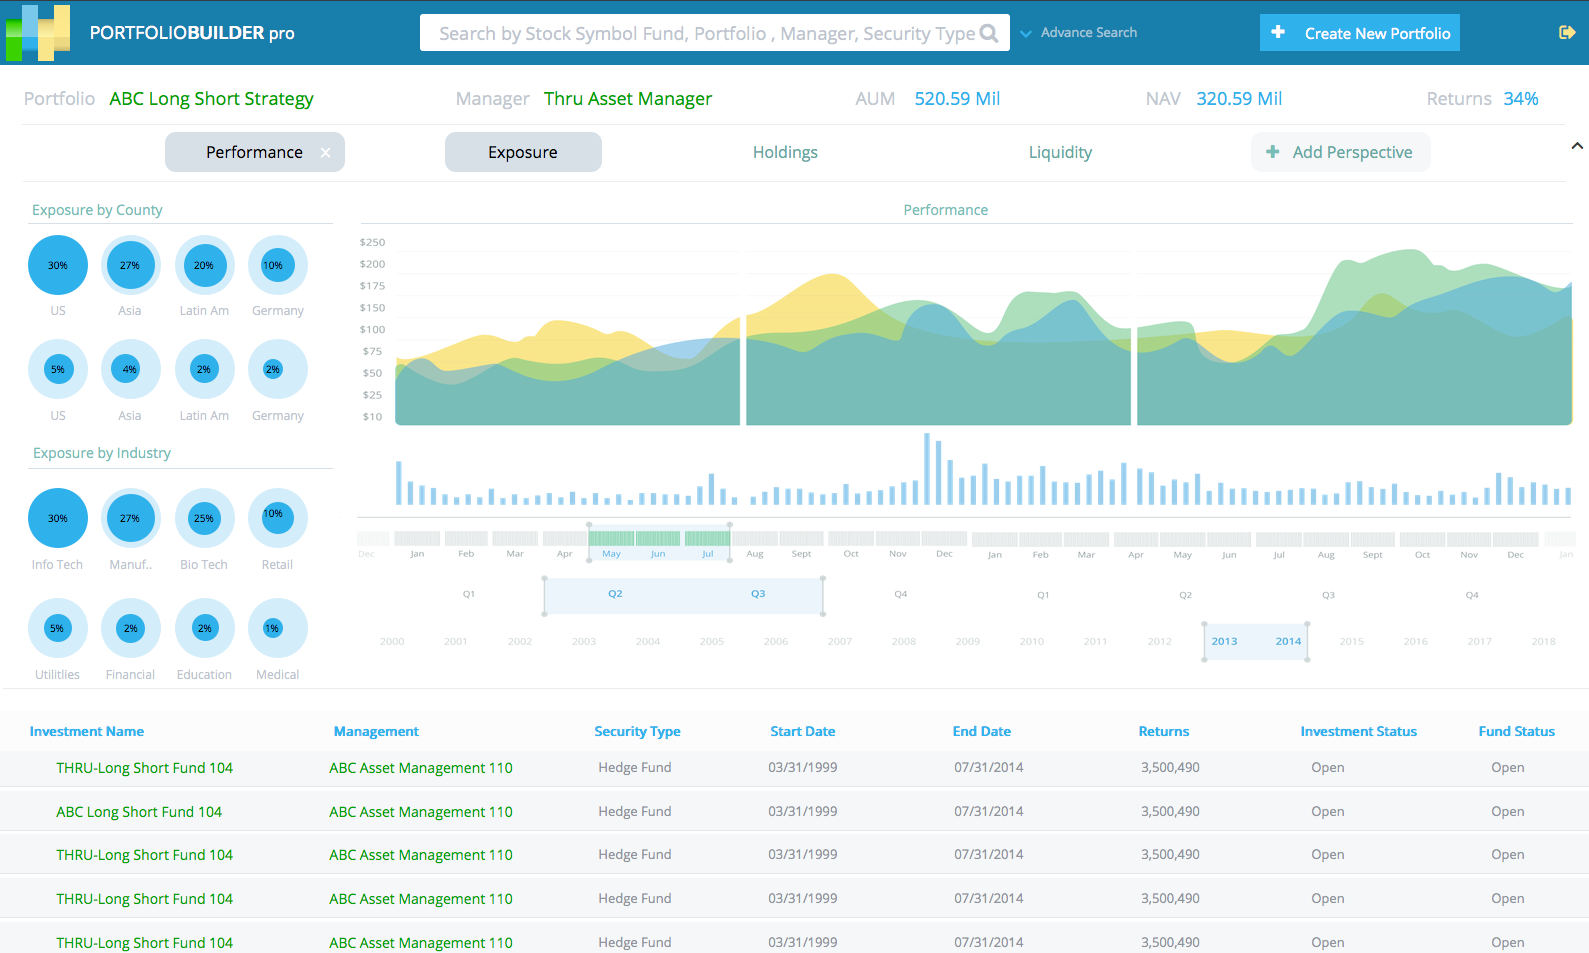 PORTFOLIOBUILDER pro
Search by Stock Symbol Fund, Portfolio , Manager, Security Type
Advance Search
Create New Portfolio
Portfolio ABC Long Short Strategy Manager Thru Asset Manager AUM 520.59 Mil NAV 320.59 Mil Returns 34%
Performance × Exposure Holdings Liquidity + Add Perspective
Exposure by County
30% 27% 20% 10%
US Asia Latin Am Germany
5% 4% 2% 2%
US Asia Latin Am Germany
Exposure by Industry
30% 27% 25% 10%
Info Tech Manuf.. Bio Tech Retail
5% 2% 2% 1%
Utilitlies Financial Education Medical
Performance
$250
$200
$175
$150
$100
$75
$50
$25
$10
Dec Jan Feb Mar Apr May Jun Jul Aug Sept Oct Nov Dec Jan Feb Mar Apr May Jun Jul Aug Sept Oct Nov Dec Jan
Q1 Q2 Q3 Q4 Q1 Q2 Q3 Q4
2000 2001 2002 2003 2004 2005 2006 2007 2008 2009 2010 2011 2012 2013 2014 2015 2016 2017 2018
Investment Name Management Security Type Start Date End Date Returns Investment Status Fund Status
THRU-Long Short Fund 104 ABC Asset Management 110 Hedge Fund 03/31/1999 07/31/2014 3,500,490 Open Open
ABC Long Short Fund 104 ABC Asset Management 110 Hedge Fund 03/31/1999 07/31/2014 3,500,490 Open Open
THRU-Long Short Fund 104 ABC Asset Management 110 Hedge Fund 03/31/1999 07/31/2014 3,500,490 Open Open
THRU-Long Short Fund 104 ABC Asset Management 110 Hedge Fund 03/31/1999 07/31/2014 3,500,490 Open Open
THRU-Long Short Fund 104 ABC Asset Management 110 Hedge Fund 03/31/1999 07/31/2014 3,500,490 Open Open